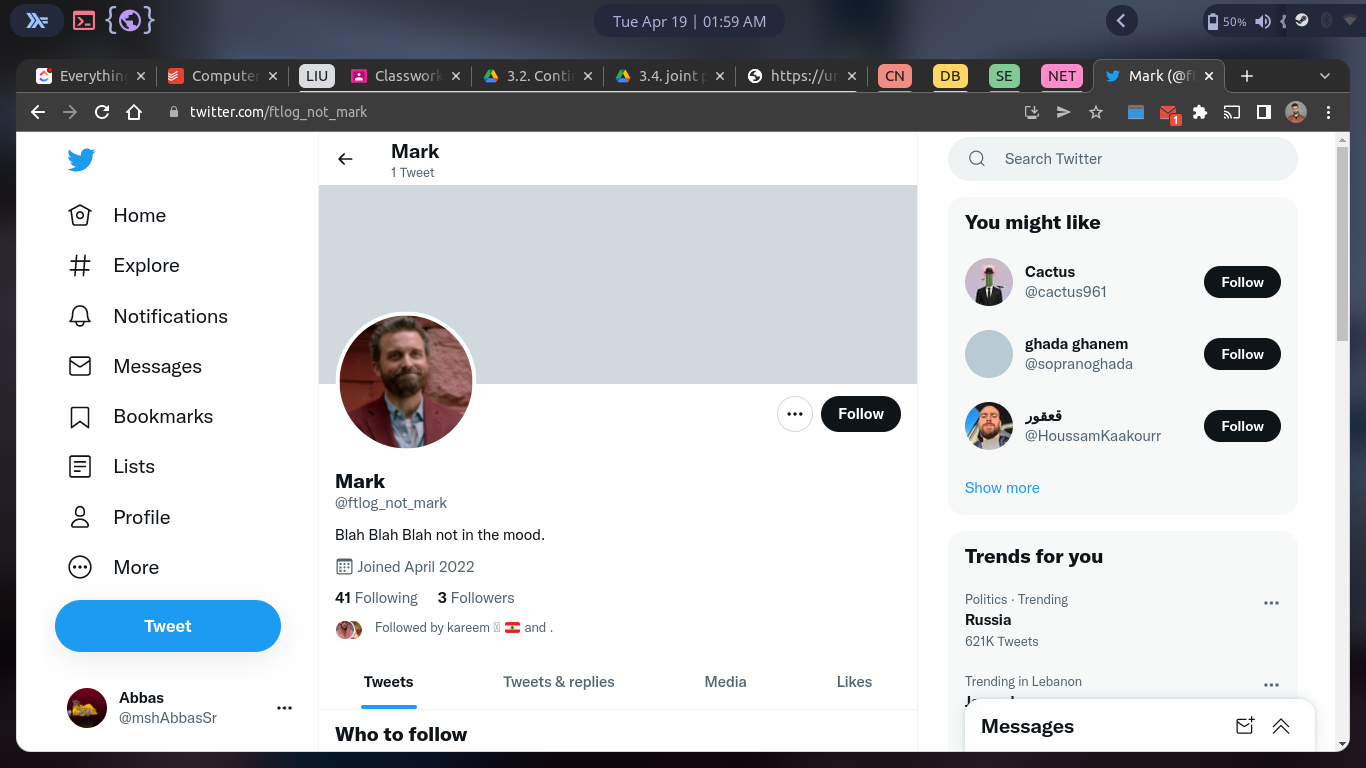 Tue Apr 19 | 01:59 AM
50%
Everythin
Computer
LIU
Classwork
3.2. Conti
3.4. joint p
https://ur
CN
DB
SE
NET
Mark (@ft
twitter.com/ftlog_not_mark
1
Home
Explore
Notifications
Messages
Bookmarks
Lists
Profile
More
Tweet
Abbas
@mshAbbasSr
Mark
1 Tweet
Follow
Mark
@ftlog_not_mark
Blah Blah Blah not in the mood.
Joined April 2022
41 Following 3 Followers
Followed by kareem 🇱🇧 and .
Tweets Tweets & replies Media Likes
Who to follow
Search Twitter
You might like
Cactus
@cactus961
Follow
ghada ghanem
@sopranoghada
Follow
قعقور
@HoussamKaakourr
Follow
Show more
Trends for you
Politics · Trending
Russia
621K Tweets
Trending in Lebanon
Messages